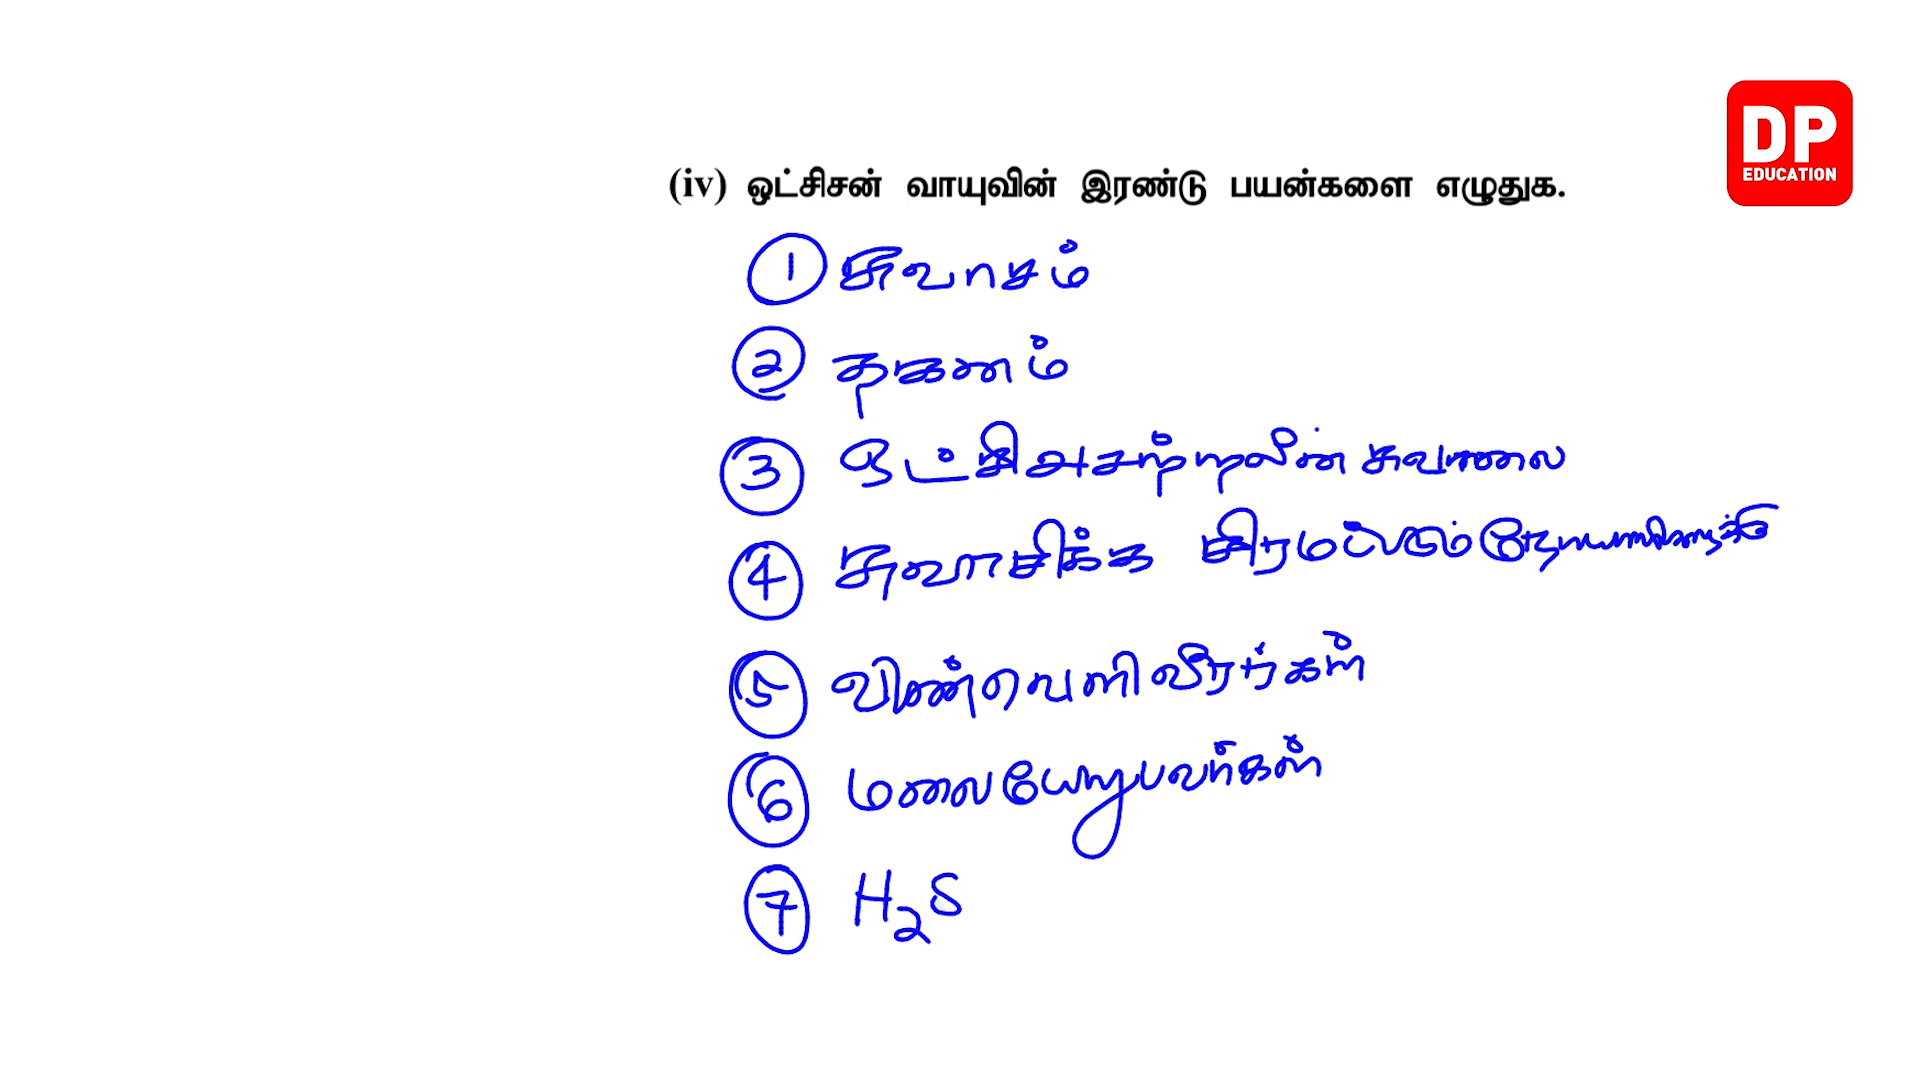 DP
EDUCATION
(iv) ஒட்சிசன் வாயுவின் இரண்டு பயன்களை எழுதுக.
1 சுவாசம்
2 தகனம்
3 ஒட்சி அசற்றலின் சுவாலை
4 சுவாசிக்க சிரமப்படும் நோயாளிகளுக்கு
5 விண்வெளி வீரர்கள்
6 மலையேறுபவர்கள்
7 H₂S